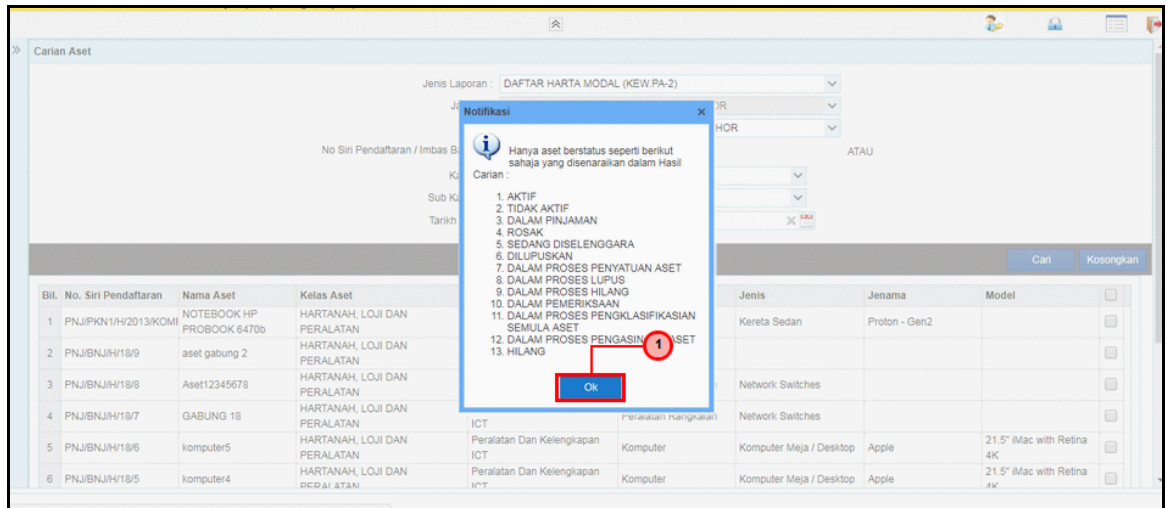 Carian Aset
Jenis Laporan : DAFTAR HARTA MODAL (KEW.PA-2)
No Siri Pendaftaran / Imbas
ATAU
Sub
Tarikh
Notifikasi
Hanya aset berstatus seperti berikut
sahaja yang disenaraikan dalam Hasil
Carian :
1. AKTIF
2. TIDAK AKTIF
3. DALAM PINJAMAN
4. ROSAK
5. SEDANG DISELENGGARA
6. DILUPUSKAN
7. DALAM PROSES PENYATUAN ASET
8. DALAM PROSES LUPUS
9. DALAM PROSES HILANG
10. DALAM PEMERIKSAAN
11. DALAM PROSES PENGKLASIFIKASIAN
SEMULA ASET
12. DALAM PROSES
13. HILANG
1
Ok
Cari Kosongkan
Bil. No. Siri Pendaftaran Nama Aset Kelas Aset Jenis Jenama Model
1 PNJ/PKN1/H/2013/KOM NOTEBOOK HP PROBOOK 6470b HARTANAH, LOJI DAN PERALATAN Kereta Sedan Proton - Gen2
2 PNJ/BNJ/H/18/9 aset gabung 2 HARTANAH, LOJI DAN PERALATAN
3 PNJ/BNJ/H/18/8 Aset12345678 HARTANAH, LOJI DAN PERALATAN Network Switches
4 PNJ/BNJ/H/18/7 GABUNG 18 HARTANAH, LOJI DAN PERALATAN ICT Peralatan Rangkaian Network Switches
5 PNJ/BNJ/H/18/6 komputer5 HARTANAH, LOJI DAN PERALATAN Peralatan Dan Kelengkapan ICT Komputer Komputer Meja / Desktop Apple 21.5" iMac with Retina 4K
6 PNJ/BNJ/H/18/5 komputer4 HARTANAH, LOJI DAN PERALATAN Peralatan Dan Kelengkapan ICT Komputer Komputer Meja / Desktop Apple 21.5" iMac with Retina 4K